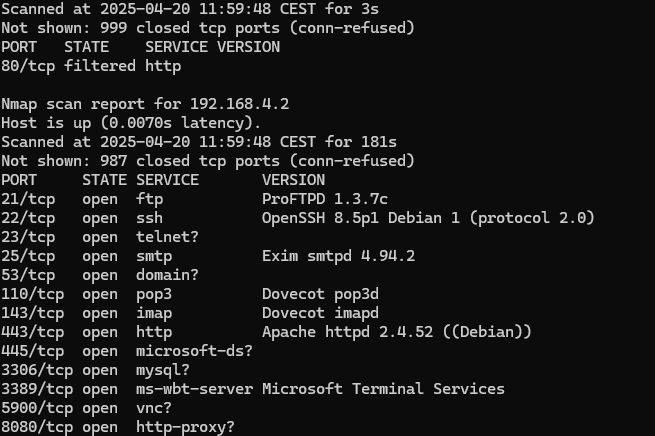 Scanned at 2025-04-20 11:59:48 CEST for 3s
Not shown: 999 closed tcp ports (conn-refused)
PORT   STATE    SERVICE VERSION
80/tcp filtered http

Nmap scan report for 192.168.4.2
Host is up (0.0070s latency).
Scanned at 2025-04-20 11:59:48 CEST for 181s
Not shown: 987 closed tcp ports (conn-refused)
PORT     STATE SERVICE       VERSION
21/tcp   open  ftp           ProFTPD 1.3.7c
22/tcp   open  ssh           OpenSSH 8.5p1 Debian 1 (protocol 2.0)
23/tcp   open  telnet?
25/tcp   open  smtp          Exim smtpd 4.94.2
53/tcp   open  domain?
110/tcp  open  pop3          Dovecot pop3d
143/tcp  open  imap          Dovecot imapd
443/tcp  open  http          Apache httpd 2.4.52 ((Debian))
445/tcp  open  microsoft-ds?
3306/tcp open  mysql?
3389/tcp open  ms-wbt-server Microsoft Terminal Services
5900/tcp open  vnc?
8080/tcp open  http-proxy?